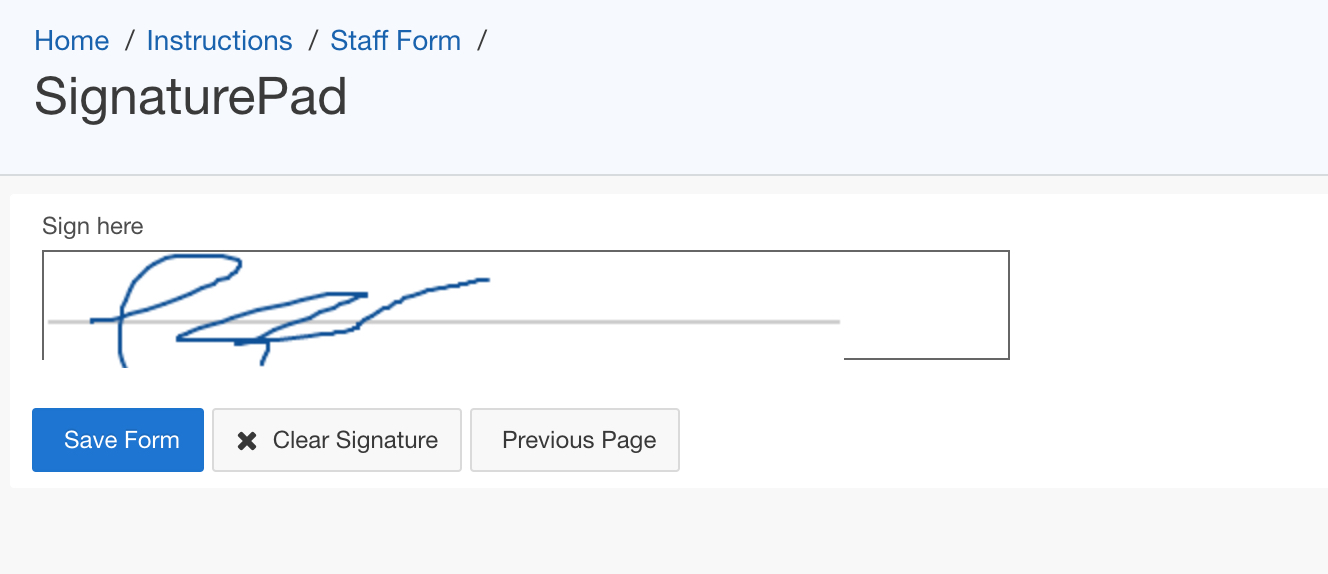 Home / Instructions / Staff Form /
SignaturePad
Sign here
Save Form
✖ Clear Signature
Previous Page